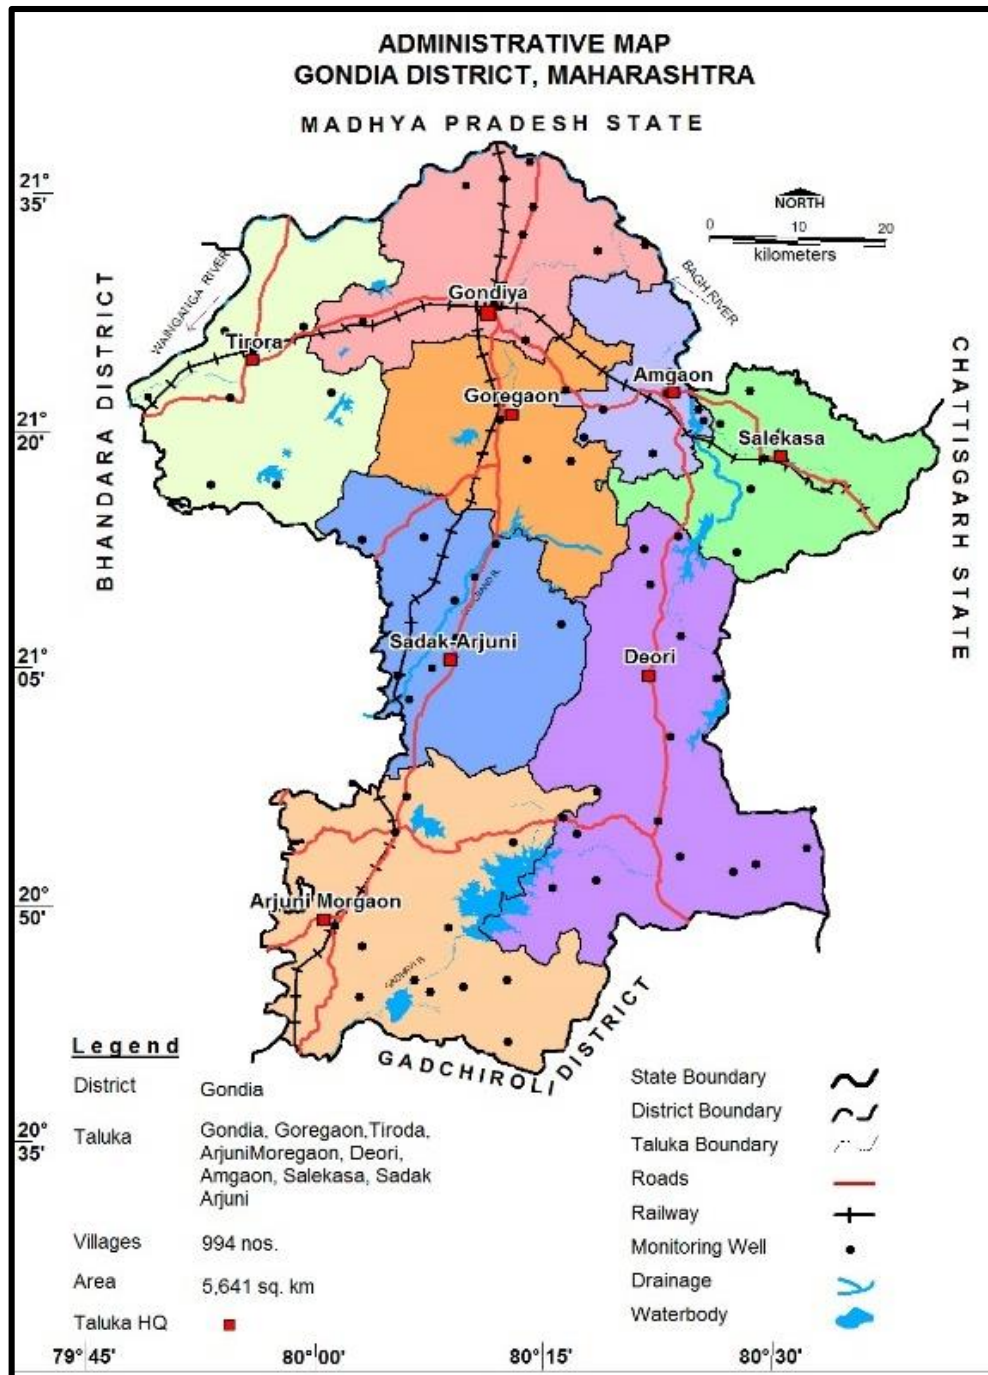 ADMINISTRATIVE MAP
GONDIA DISTRICT, MAHARASHTRA
MADHYA PRADESH STATE
21°
35'
NORTH
0 10 20
kilometers
WAINGANGA RIVER
BAGH RIVER
BHANDARA DISTRICT
CHATTISGARH STATE
Gondiya
Tirora
Amgaon
Goregaon
21°
20'
Salekasa
Sadak-Arjuni
Deori
21°
05'
Arjuni Morgaon
20°
50'
GADCHIROLI DISTRICT
Legend
District Gondia
Taluka Gondia, Goregaon,Tiroda,
ArjuniMoregaon, Deori,
Amgaon, Salekasa, Sadak
Arjuni
Villages 994 nos.
Area 5,641 sq. km
Taluka HQ
20°
35'
State Boundary
District Boundary
Taluka Boundary
Roads
Railway
Monitoring Well
Drainage
Waterbody
79°45' 80°00' 80°15' 80°30'